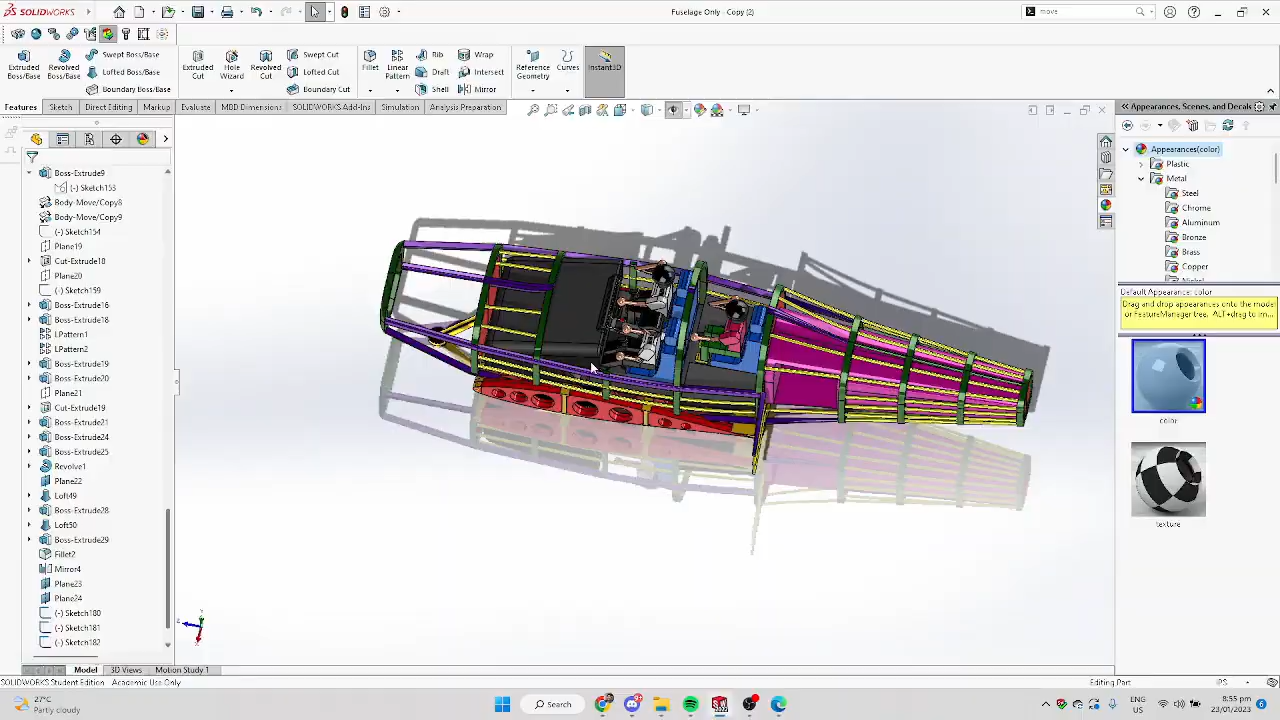 SOLIDWORKS
Fuselage Only - Copy (2)
move
Extruded Boss/Base
Revolved Boss/Base
Swept Boss/Base
Lofted Boss/Base
Boundary Boss/Base
Extruded Cut
Hole Wizard
Revolved Cut
Swept Cut
Lofted Cut
Boundary Cut
Fillet
Linear Pattern
Rib
Draft
Shell
Wrap
Intersect
Mirror
Reference Geometry
Curves
Instant3D
Features
Sketch
Direct Editing
Markup
Evaluate
MBD Dimensions
SOLIDWORKS Add-Ins
Simulation
Analysis Preparation
Boss-Extrude9
(-) Sketch153
Body-Move/Copy8
Body-Move/Copy9
(-) Sketch154
Plane19
Cut-Extrude18
Plane20
(-) Sketch159
Boss-Extrude16
Boss-Extrude18
LPattern1
LPattern2
Boss-Extrude19
Boss-Extrude20
Plane21
Cut-Extrude19
Boss-Extrude21
Boss-Extrude24
Boss-Extrude25
Revolve1
Plane22
Loft49
Boss-Extrude28
Loft50
Boss-Extrude29
Fillet2
Mirror4
Plane23
Plane24
(-) Sketch180
(-) Sketch181
(-) Sketch182
Appearances, Scenes, and Decals
Appearances(color)
Plastic
Metal
Steel
Chrome
Aluminum
Bronze
Brass
Copper
Default Appearance: color
Drag and drop appearances onto the model
or FeatureManager tree. ALT+drag to im...
color
texture
Model
3D Views
Motion Study 1
SOLIDWORKS Student Edition - Academic Use Only
Editing Part
IPS
27°C
Partly cloudy
Search
ENG
US
8:55 pm
23/01/2023